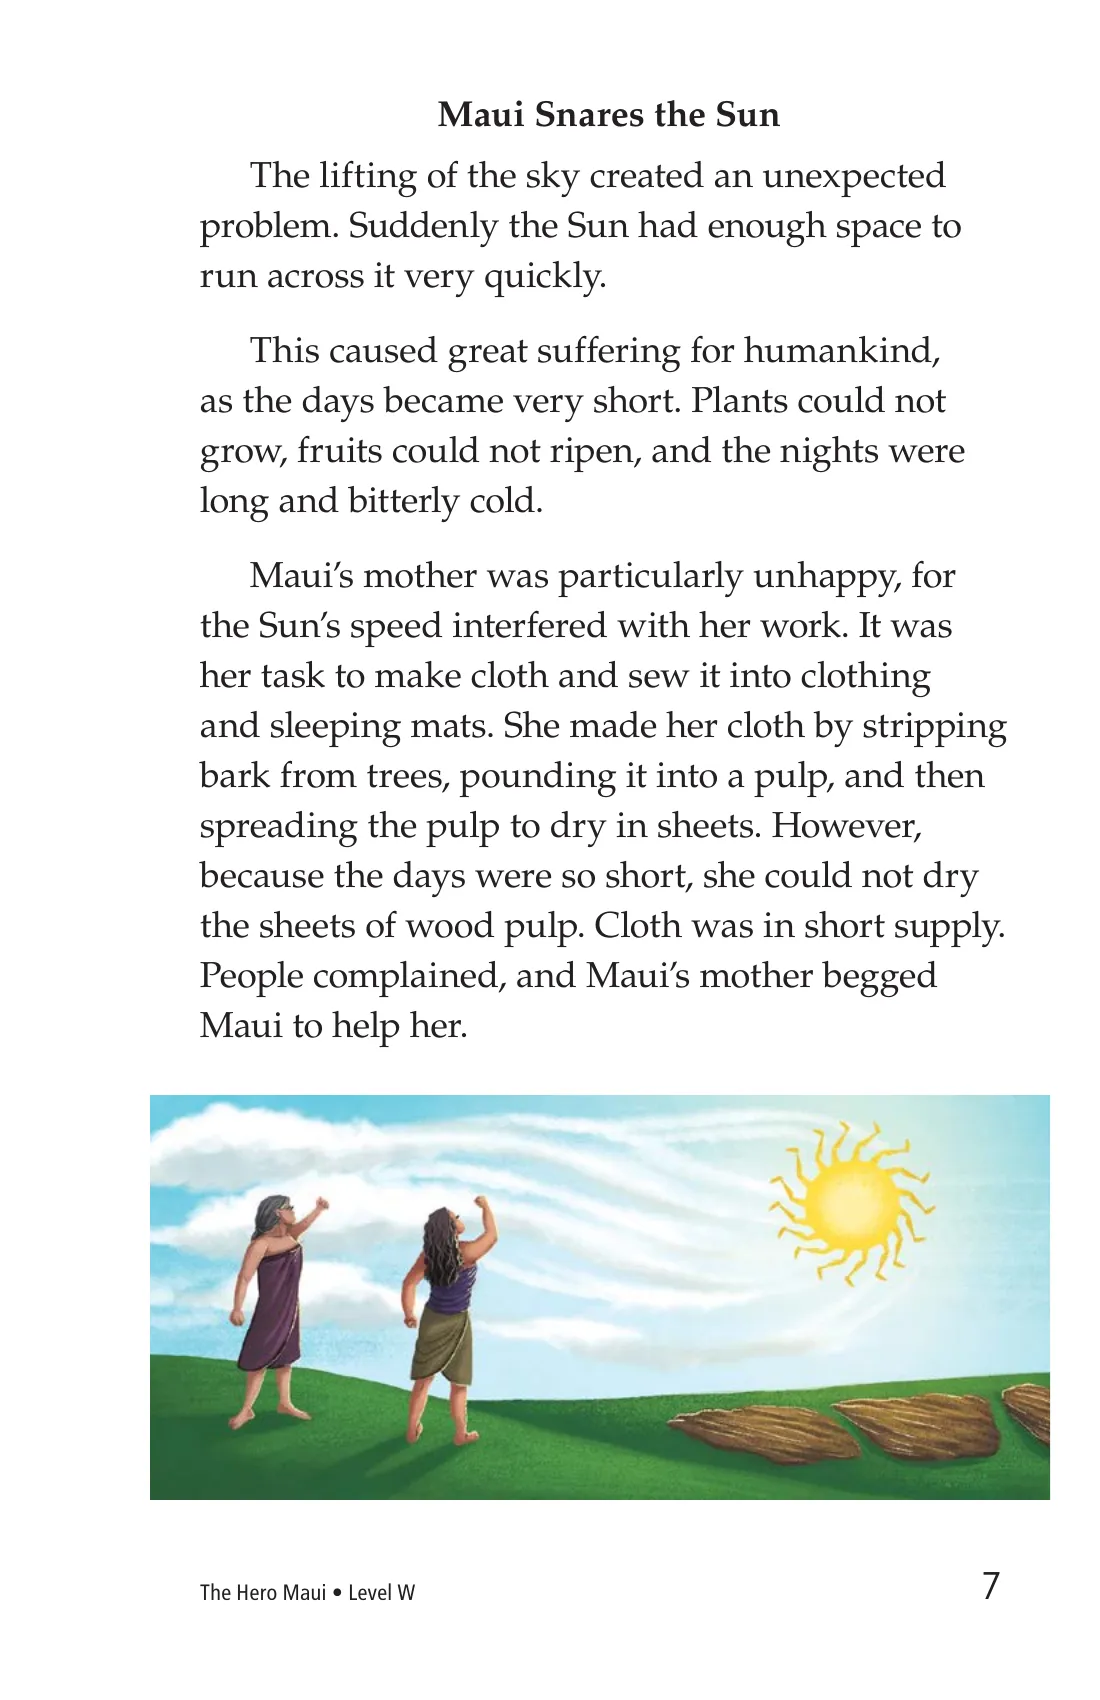 Maui Snares the Sun
The lifting of the sky created an unexpected
problem. Suddenly the Sun had enough space to
run across it very quickly.
This caused great suffering for humankind,
as the days became very short. Plants could not
grow, fruits could not ripen, and the nights were
long and bitterly cold.
Maui’s mother was particularly unhappy, for
the Sun’s speed interfered with her work. It was
her task to make cloth and sew it into clothing
and sleeping mats. She made her cloth by stripping
bark from trees, pounding it into a pulp, and then
spreading the pulp to dry in sheets. However,
because the days were so short, she could not dry
the sheets of wood pulp. Cloth was in short supply.
People complained, and Maui’s mother begged
Maui to help her.
The Hero Maui • Level W
7